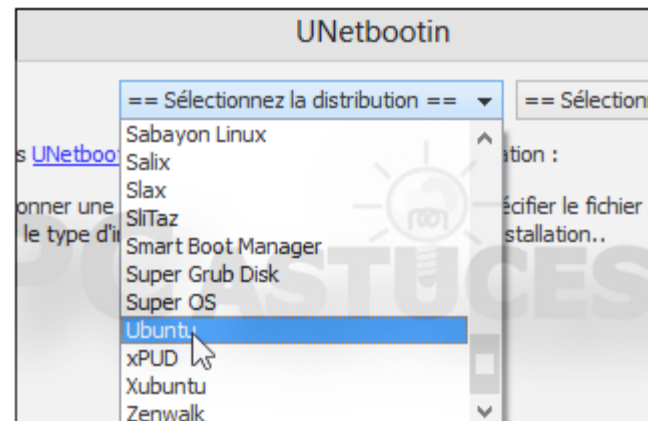 UNetbootin
== Sélectionnez la distribution == == Sélection
Sabayon Linux
s UNetboo ation :
Salix
Slax
onner une écifier le fichier
SliTaz
le type d'i stallation..
Smart Boot Manager
Super Grub Disk
Super OS
PC ASTUCES
Ubuntu
xPUD
Xubuntu
Zenwalk